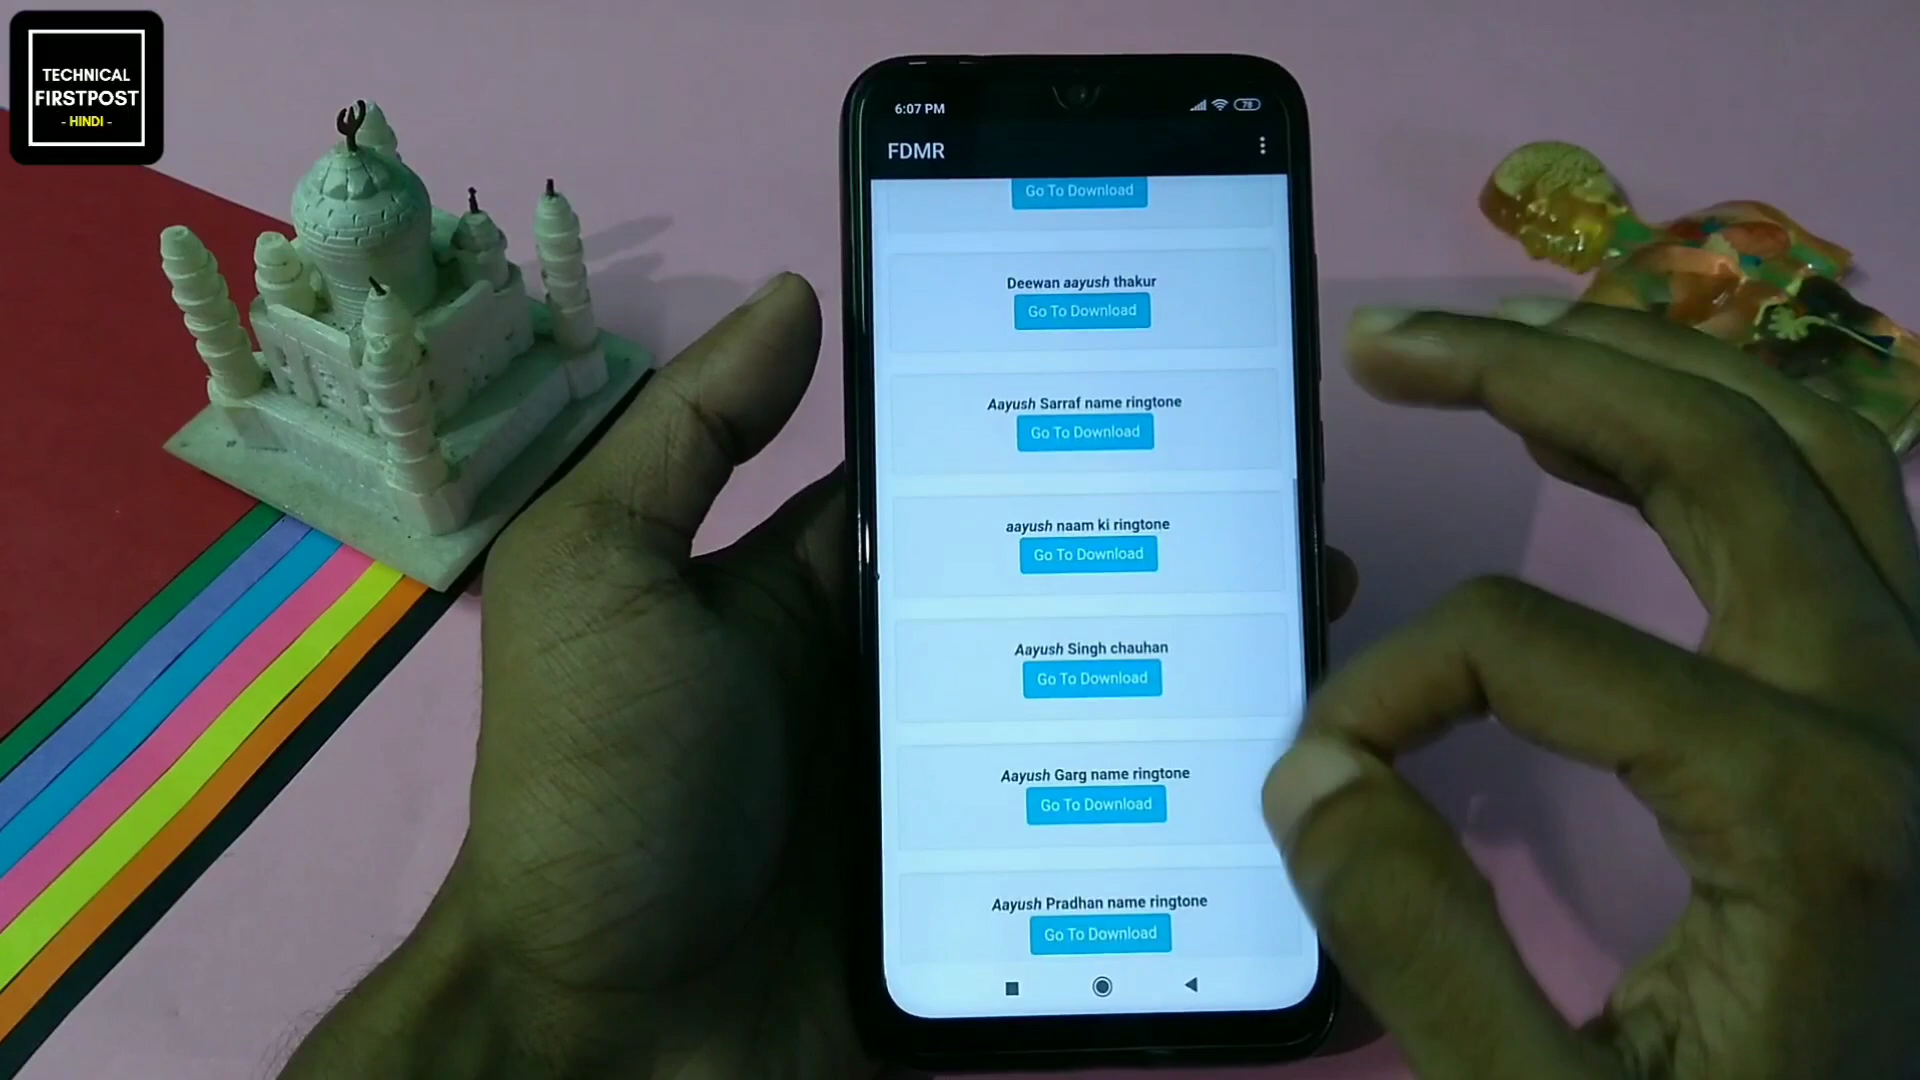 TECHNICAL
FIRSTPOST
- HINDI -
6:07 PM
78
FDMR
Go To Download
Deewan aayush thakur
Go To Download
Aayush Sarraf name ringtone
Go To Download
aayush naam ki ringtone
Go To Download
Aayush Singh chauhan
Go To Download
Aayush Garg name ringtone
Go To Download
Aayush Pradhan name ringtone
Go To Download